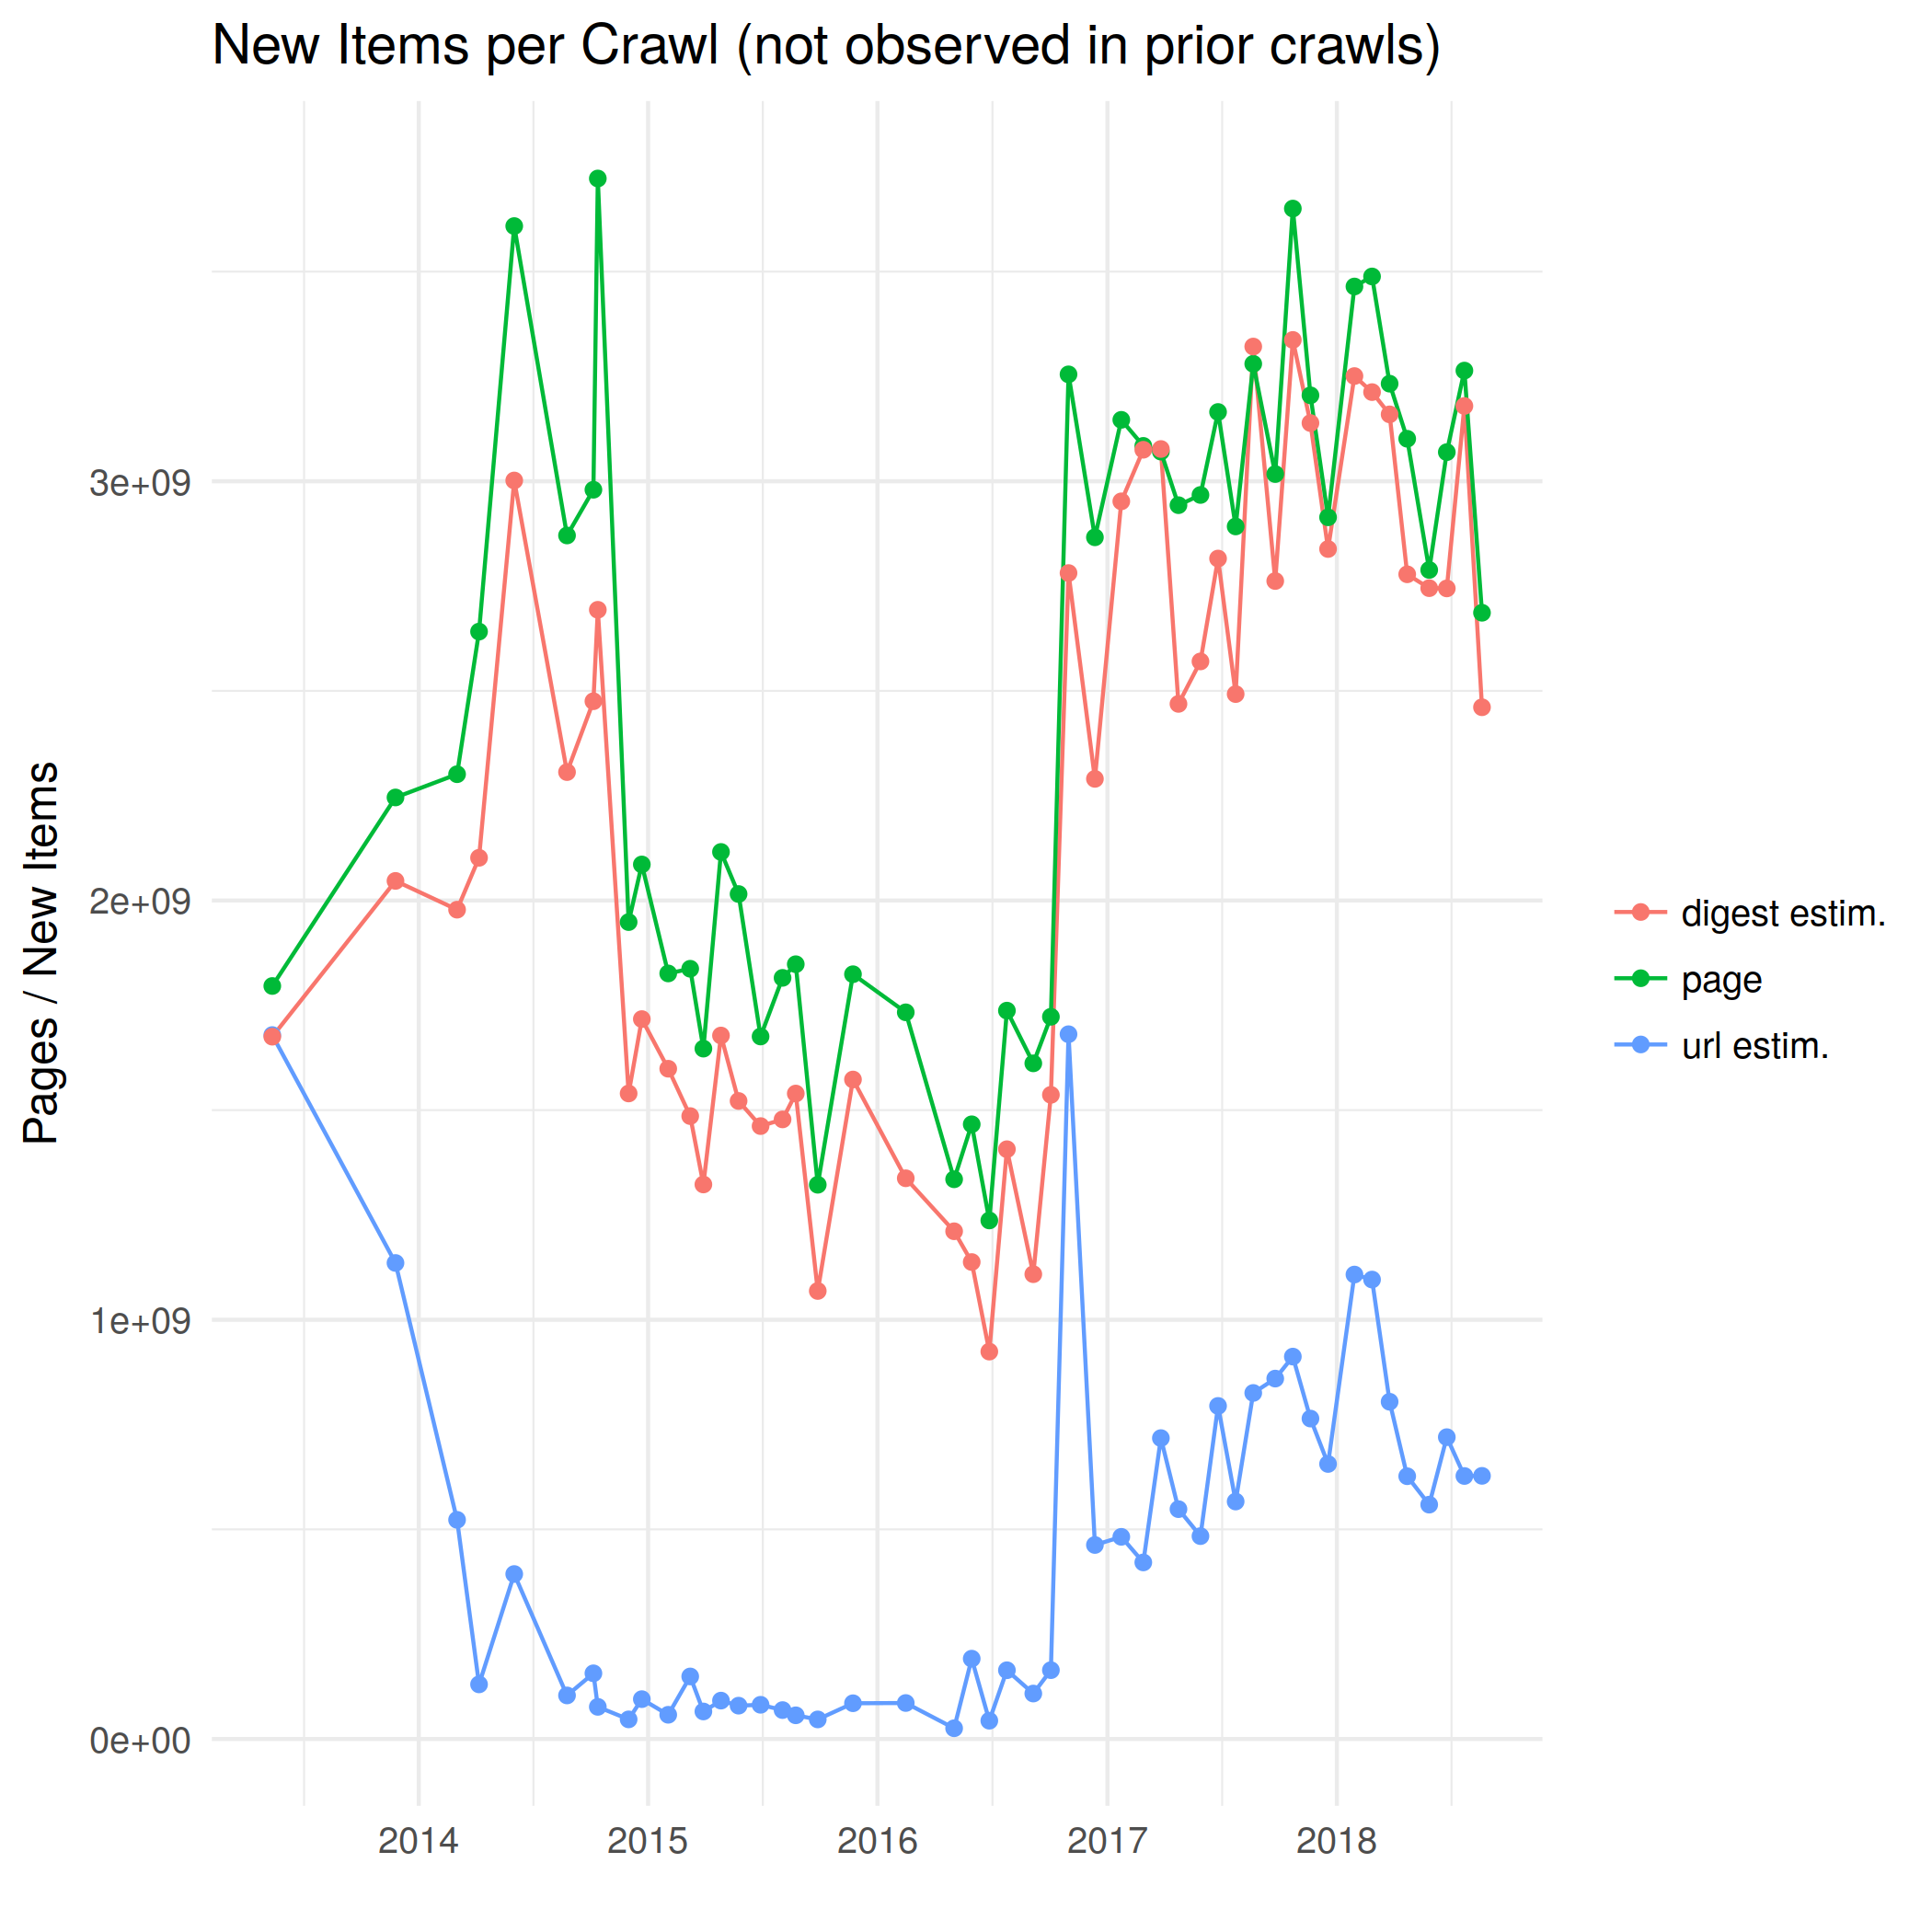 New Items per Crawl (not observed in prior crawls)
Pages / New Items
3e+09
2e+09
1e+09
0e+00
2014 2015 2016 2017 2018
digest estim.
page
url estim.